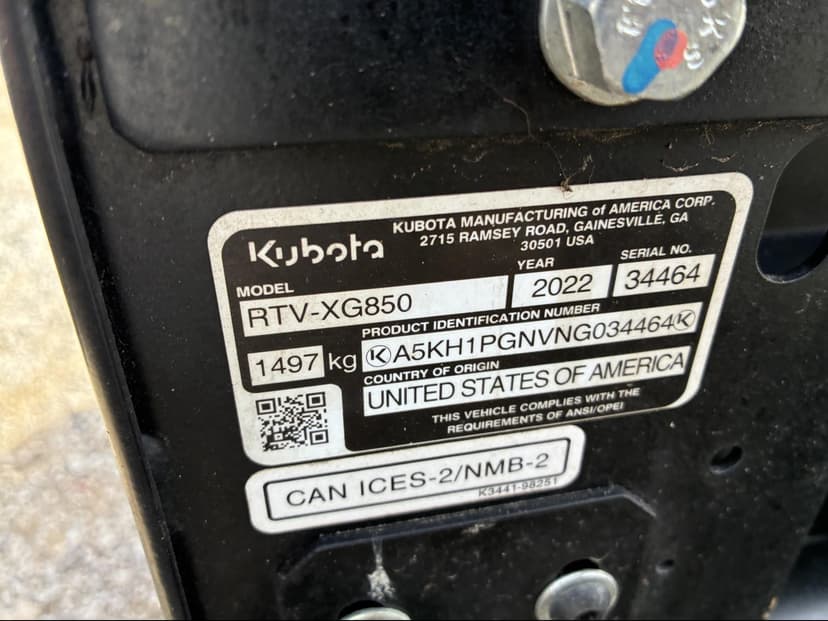 Kubota
KUBOTA MANUFACTURING of AMERICA CORP.
2715 RAMSEY ROAD, GAINESVILLE, GA
30501 USA
MODEL
YEAR
SERIAL NO.
RTV-XG850
2022
34464
PRODUCT IDENTIFICATION NUMBER
1497 kg
A5KH1PGNVNG034464
COUNTRY OF ORIGIN
UNITED STATES OF AMERICA
THIS VEHICLE COMPLIES WITH THE
REQUIREMENTS OF ANSI/OPEI
CAN ICES-2/NMB-2
K3441-98251